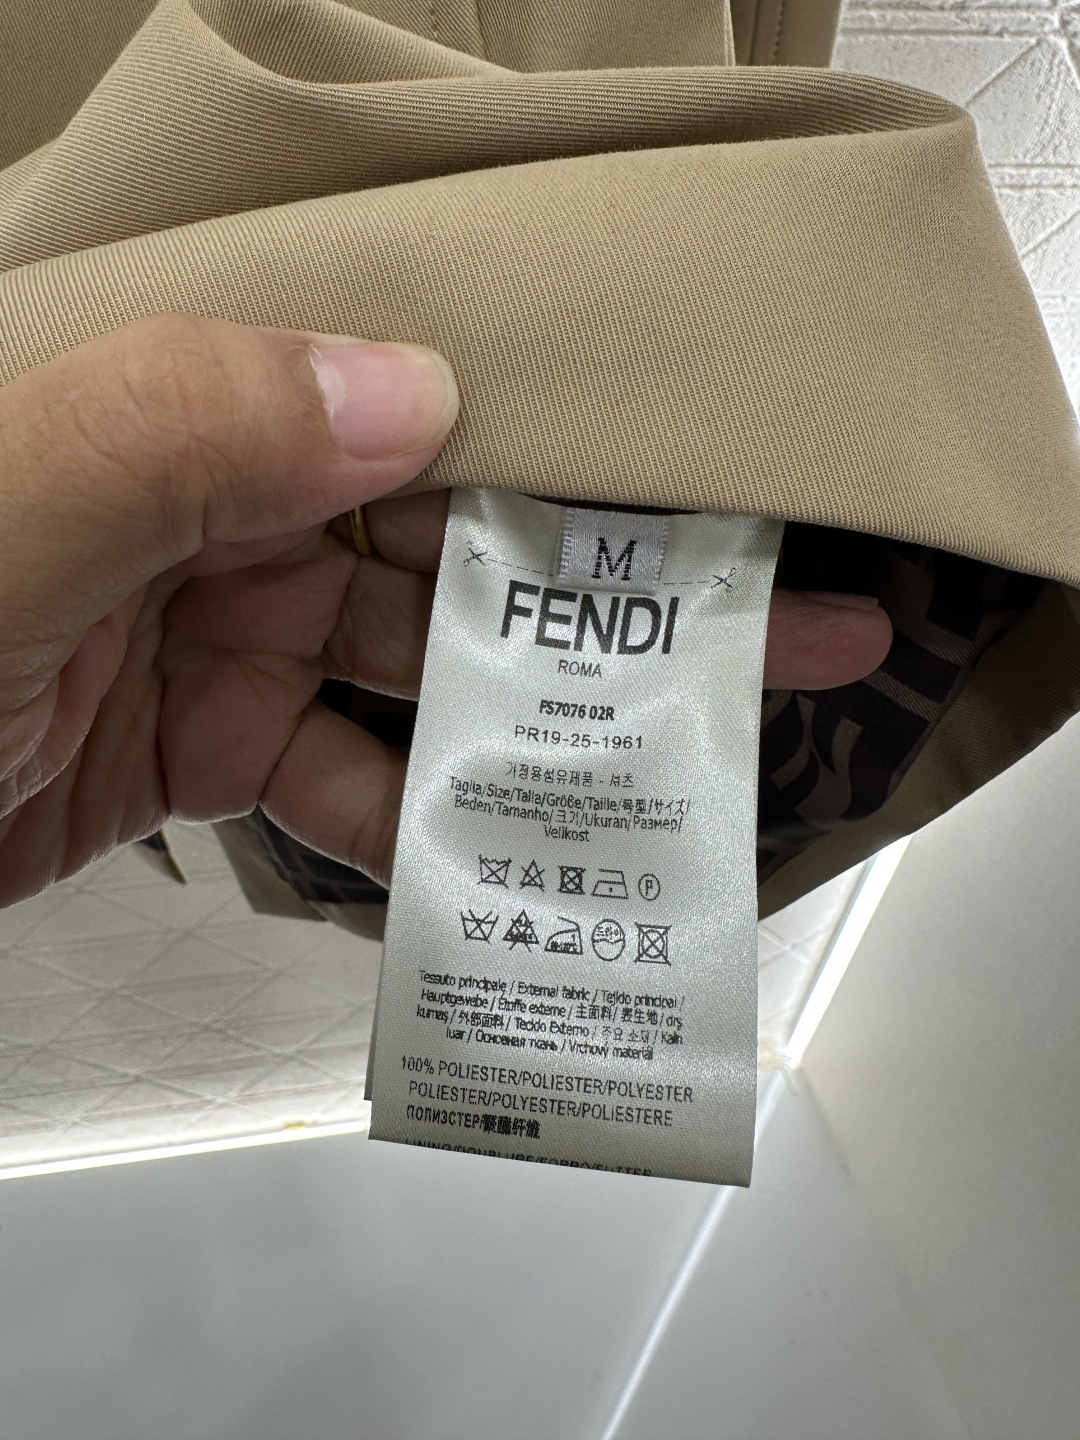 M
FENDI
ROMA
FS7076 02R
PR19-25-1961
가정용섬유제품 - 셔츠
Taglia/Size/Talla/Größe/Taille/号型/サイズ/
Beden/Tamanho/크기/Ukuran/Размер/
Velikost
P
드라이
Tessuto principale / External fabric / Tejido principal /
Hauptgewebe / Étoffe externe / 主面料/ 表生地/ dış
kumaş / 外部面料 / Tecido Externo / 주요 소재 / Kain
luar / Основная ткань / Vrchový materiál
100% POLIESTER/POLIESTER/POLYESTER
POLIESTER/POLYESTER/POLIESTERE
ПОЛИЭСТЕР/聚酯纤维